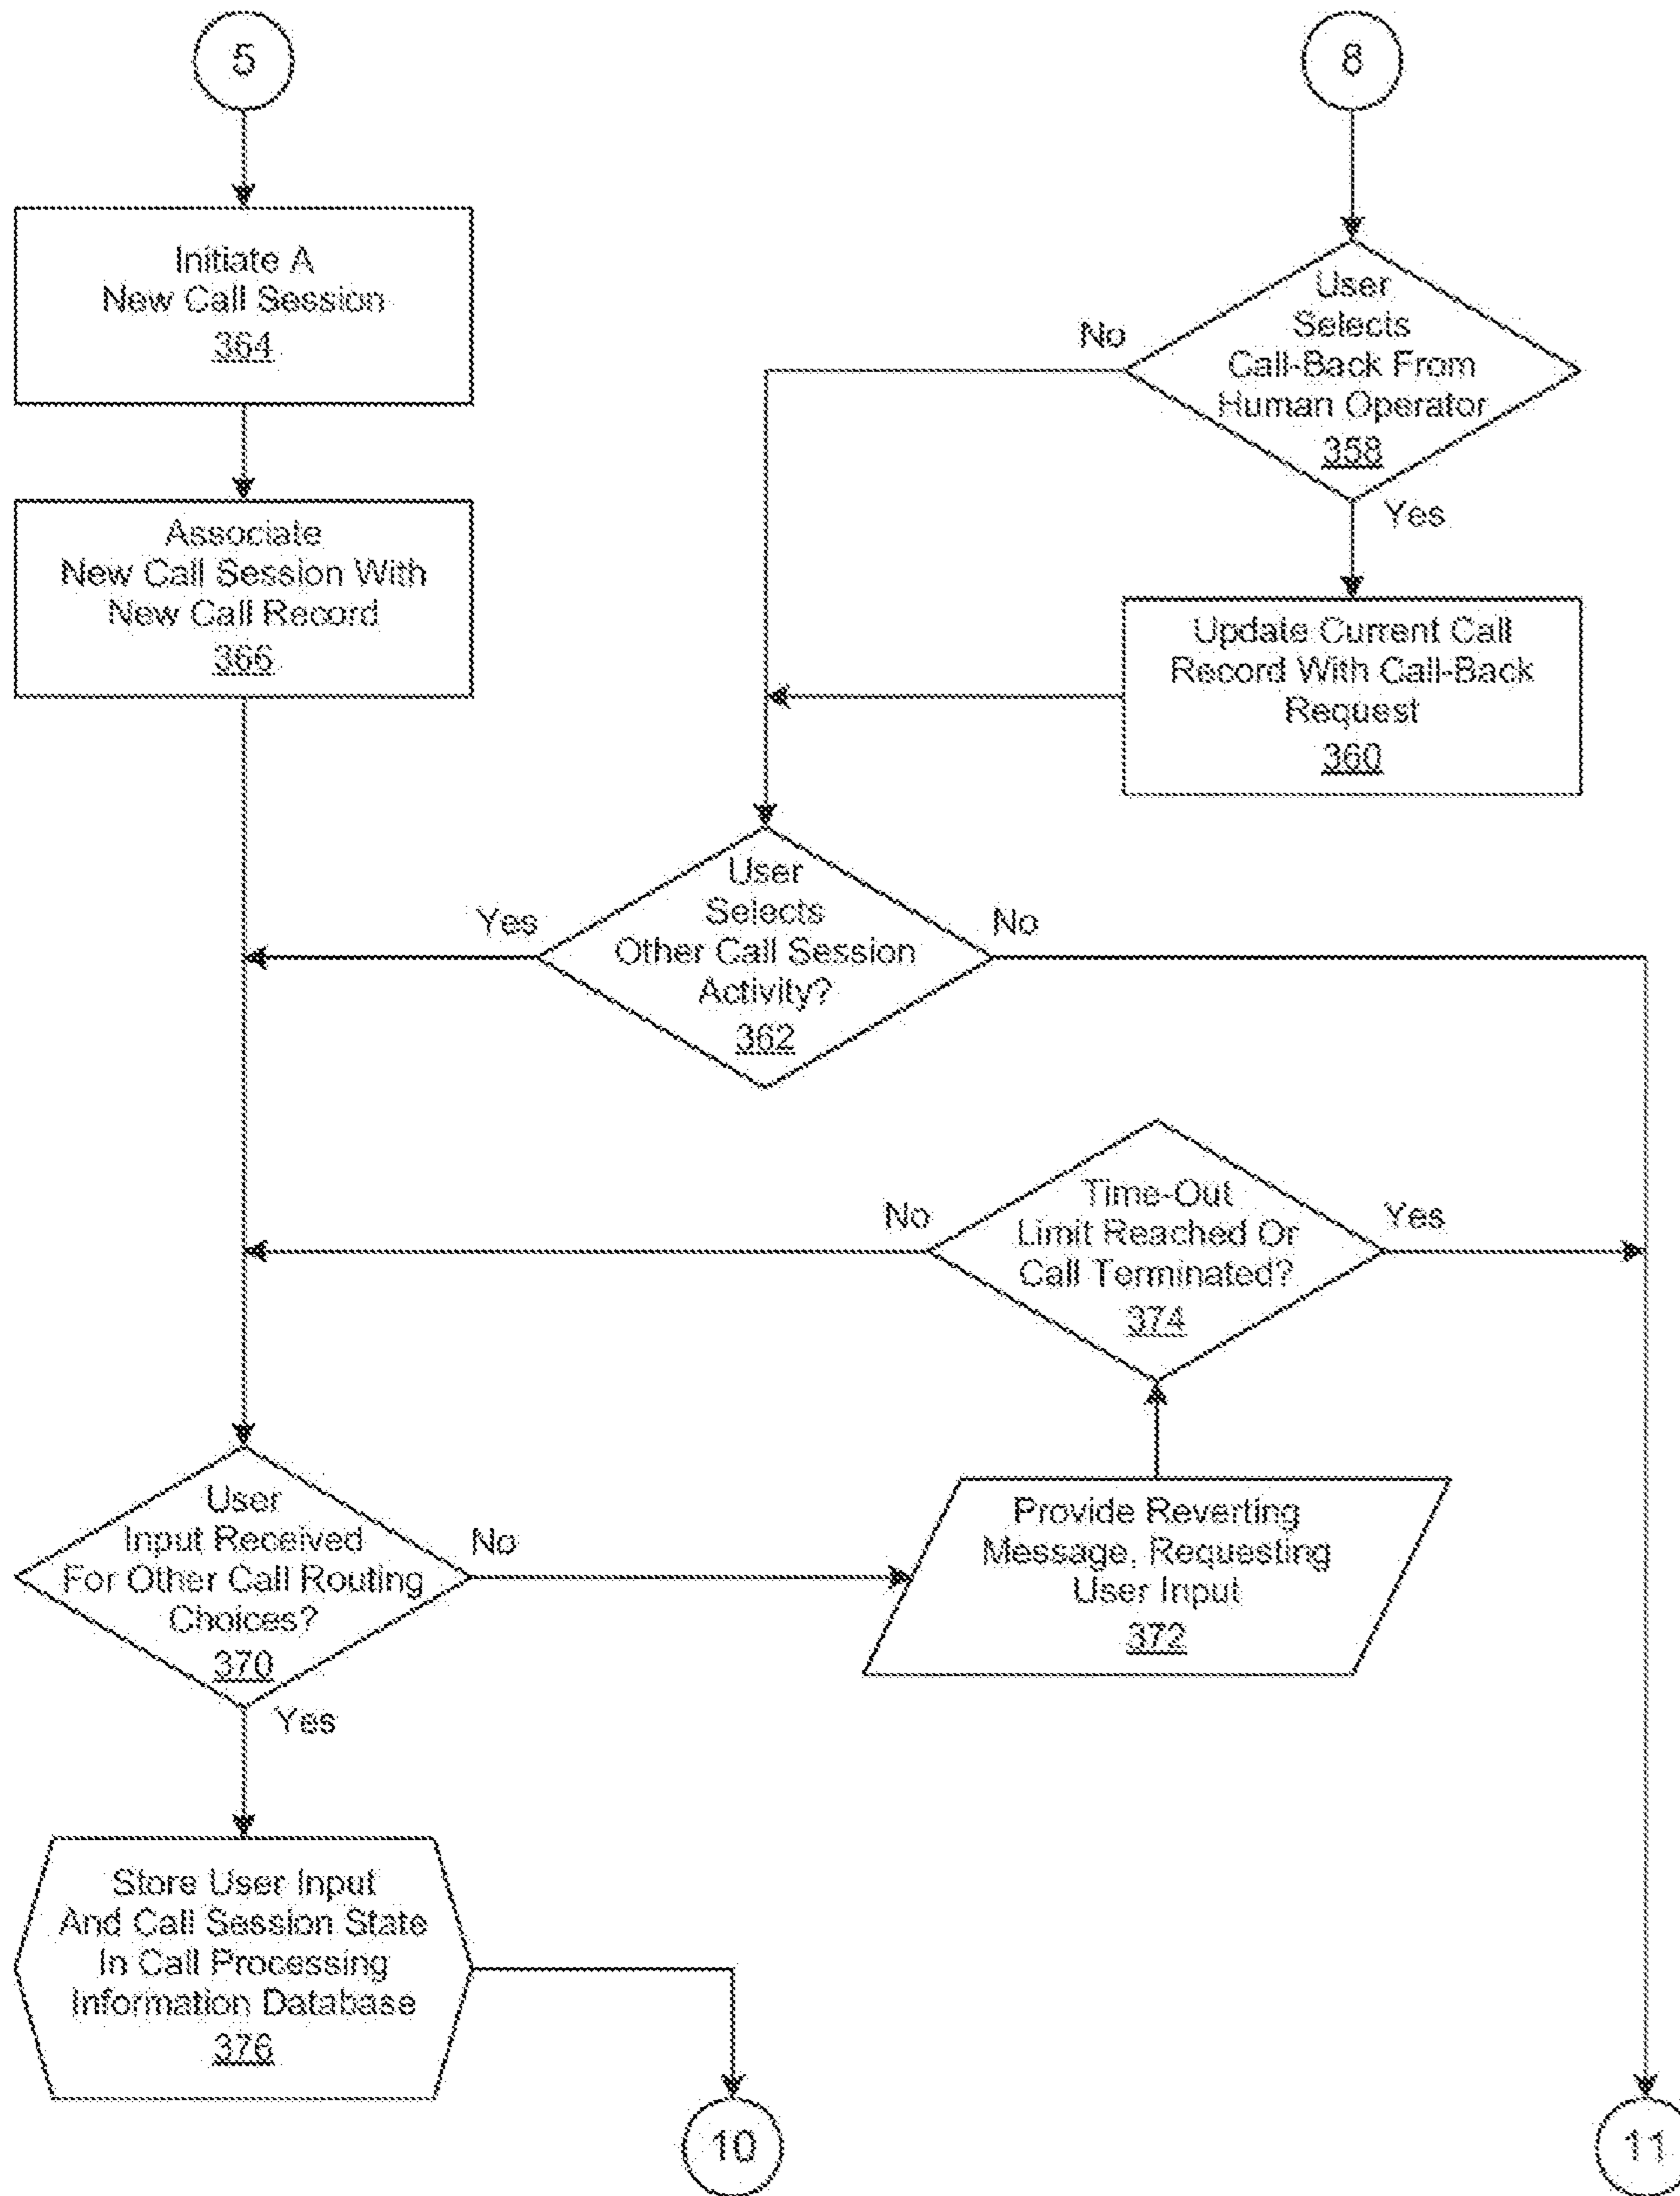 5
8
Initiate A
New Call Session
364
User
Selects
Call-Back From
Human Operator
358
No
Yes
Associate
New Call Session With
New Call Record
366
Update Current Call
Record With Call-Back
Request
360
User
Selects
Other Call Session
Activity?
362
Yes
No
Time-Out
Limit Reached Or
Call Terminated?
374
No
Yes
User
Input Received
For Other Call Routing
Choices?
370
No
Yes
Provide Reverting
Message, Requesting
User Input
372
Store User Input
And Call Session State
In Call Processing
Information Database
376
10
11